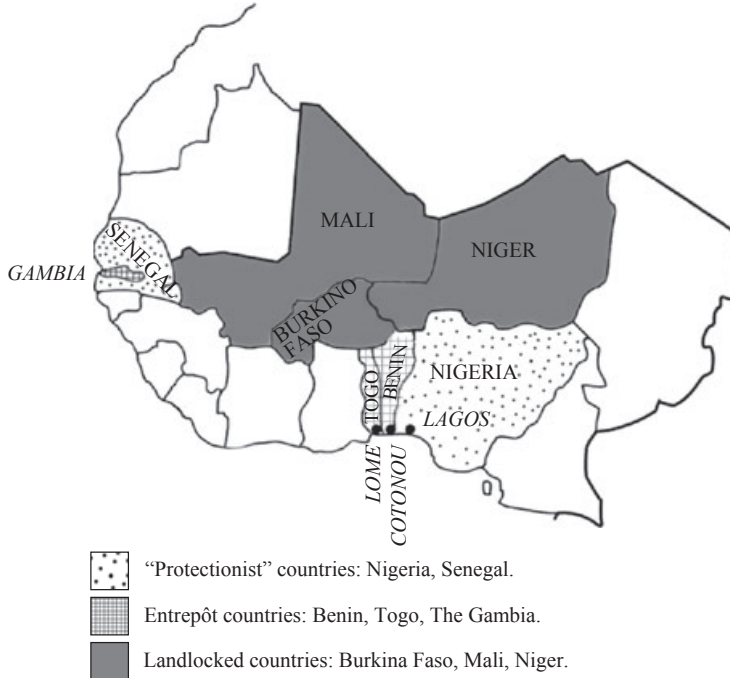 MALI
NIGER
SENEGAL
GAMBIA
BURKINO
FASO
TOGO
BENIN
NIGERIA
LAGOS
LOME
COTONOU
“Protectionist” countries: Nigeria, Senegal.
Entrepôt countries: Benin, Togo, The Gambia.
Landlocked countries: Burkina Faso, Mali, Niger.